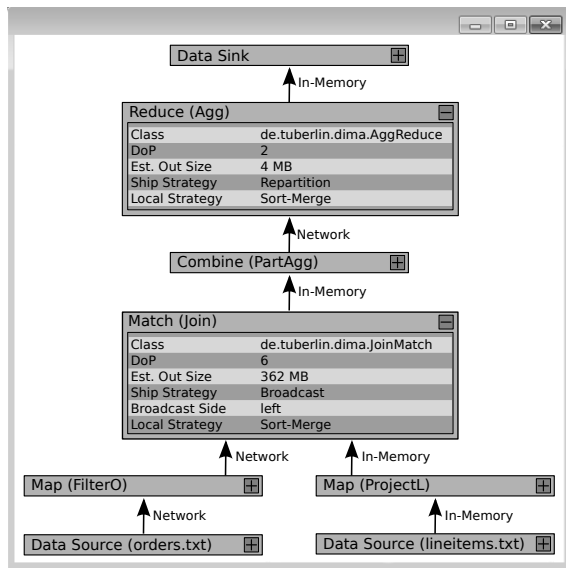 Data Sink
In-Memory
Reduce (Agg)
Class de.tuberlin.dima.AggReduce
DoP 2
Est. Out Size 4 MB
Ship Strategy Repartition
Local Strategy Sort-Merge
Network
Combine (PartAgg)
In-Memory
Match (Join)
Class de.tuberlin.dima.JoinMatch
DoP 6
Est. Out Size 362 MB
Ship Strategy Broadcast
Broadcast Side left
Local Strategy Sort-Merge
Network In-Memory
Map (FilterO) Map (ProjectL)
Network In-Memory
Data Source (orders.txt) Data Source (lineitems.txt)